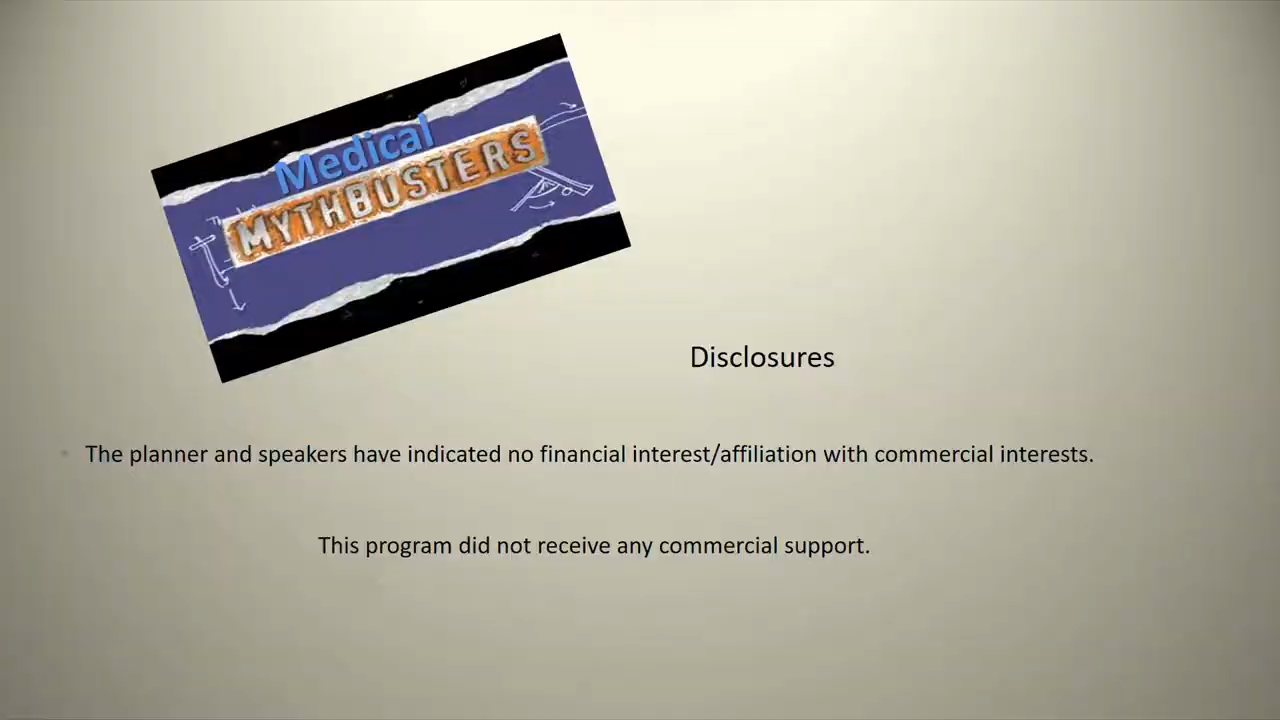 Medical
MYTHBUSTERS
Disclosures
The planner and speakers have indicated no financial interest/affiliation with commercial interests.
This program did not receive any commercial support.